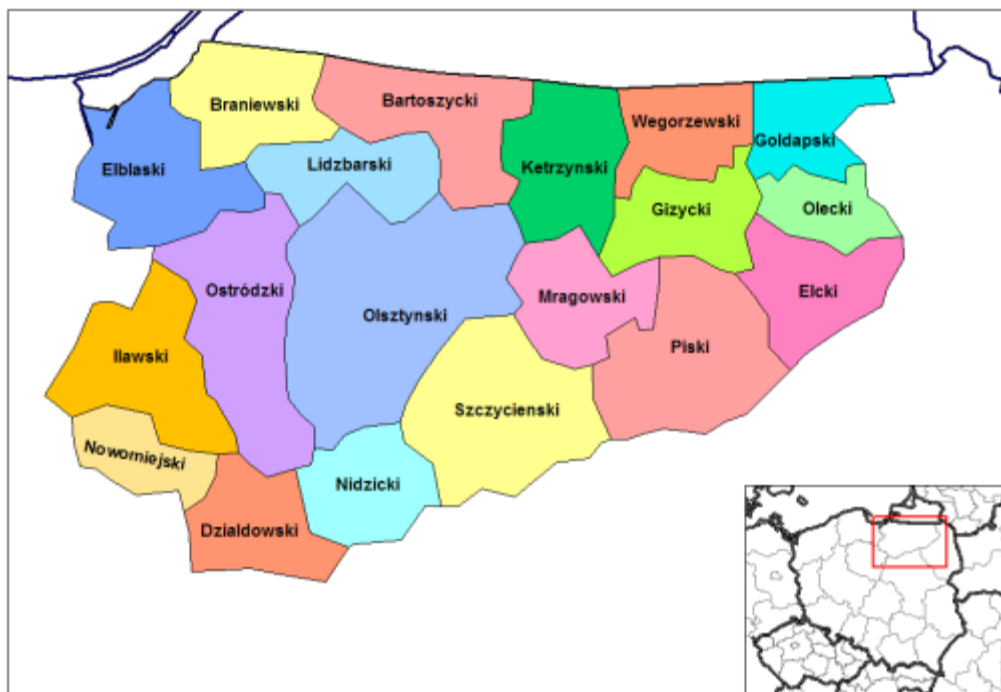 Braniewski
Bartoszycki
Wegorzewski
Goldapski
Elblaski
Lidzbarski
Ketrzynski
Gizycki
Olecki
Ostródzki
Olsztynski
Mragowski
Elcki
Ilawski
Piski
Szczycienski
Nowomiejski
Nidzicki
Dzialdowski